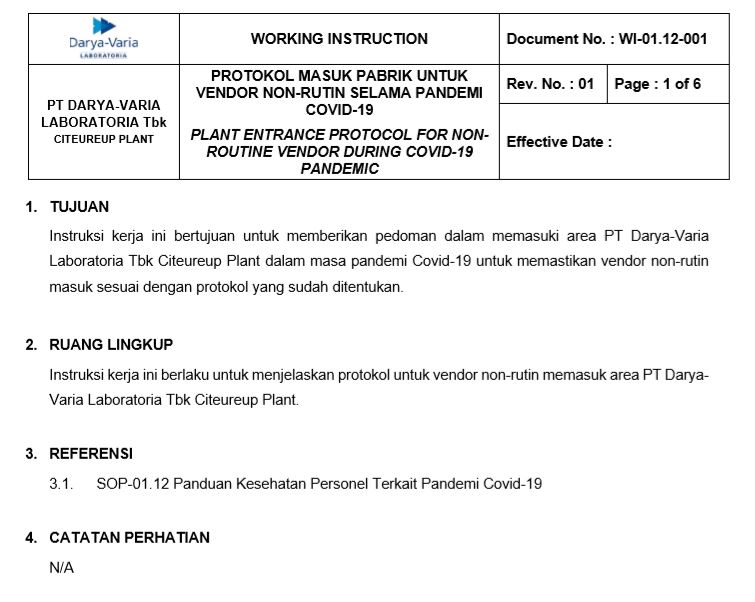 Darya-Varia
LABORATORIA
WORKING INSTRUCTION
Document No. : WI-01.12-001
PT DARYA-VARIA
LABORATORIA Tbk
CITEUREUP PLANT
PROTOKOL MASUK PABRIK UNTUK
VENDOR NON-RUTIN SELAMA PANDEMI
COVID-19
PLANT ENTRANCE PROTOCOL FOR NON-
ROUTINE VENDOR DURING COVID-19
PANDEMIC
Rev. No. : 01
Page : 1 of 6
Effective Date :
1. TUJUAN
Instruksi kerja ini bertujuan untuk memberikan pedoman dalam memasuki area PT Darya-Varia
Laboratoria Tbk Citeureup Plant dalam masa pandemi Covid-19 untuk memastikan vendor non-rutin
masuk sesuai dengan protokol yang sudah ditentukan.
2. RUANG LINGKUP
Instruksi kerja ini berlaku untuk menjelaskan protokol untuk vendor non-rutin memasuk area PT Darya-
Varia Laboratoria Tbk Citeureup Plant.
3. REFERENSI
3.1. SOP-01.12 Panduan Kesehatan Personel Terkait Pandemi Covid-19
4. CATATAN PERHATIAN
N/A